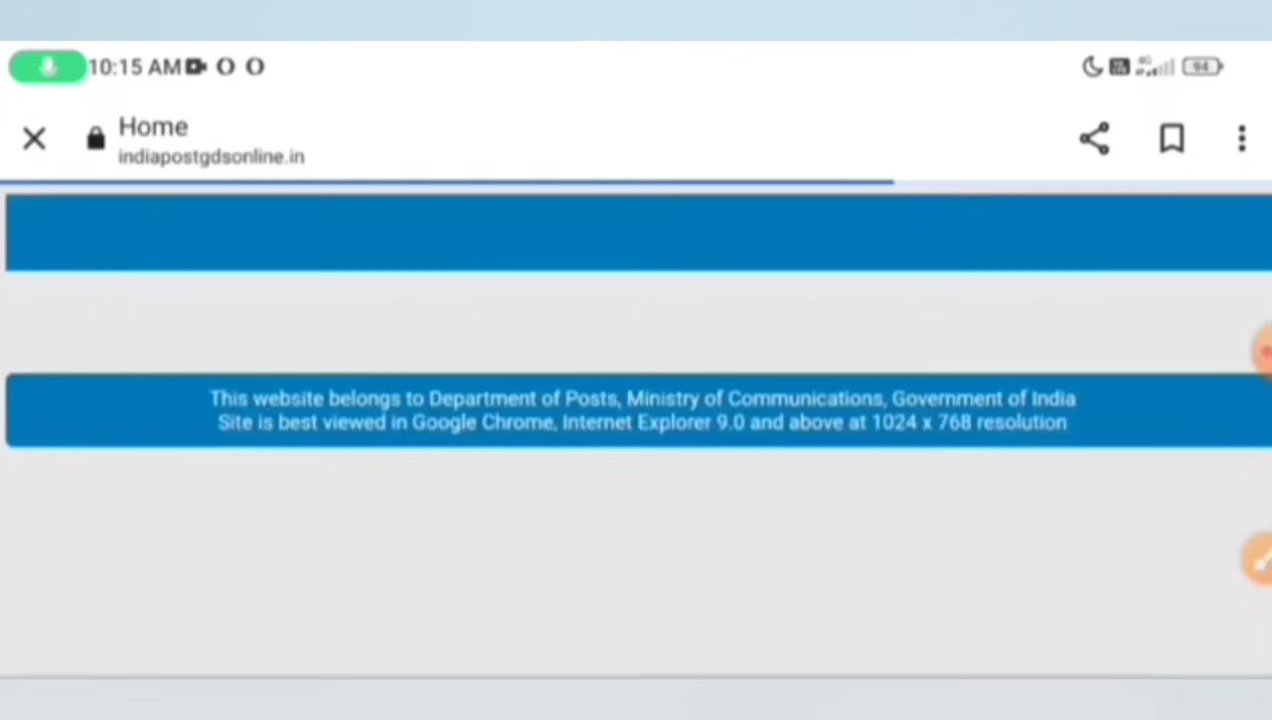 10:15 AM
94
Home
indiapostgdsonline.in
This website belongs to Department of Posts, Ministry of Communications, Government of India
Site is best viewed in Google Chrome, Internet Explorer 9.0 and above at 1024 x 768 resolution